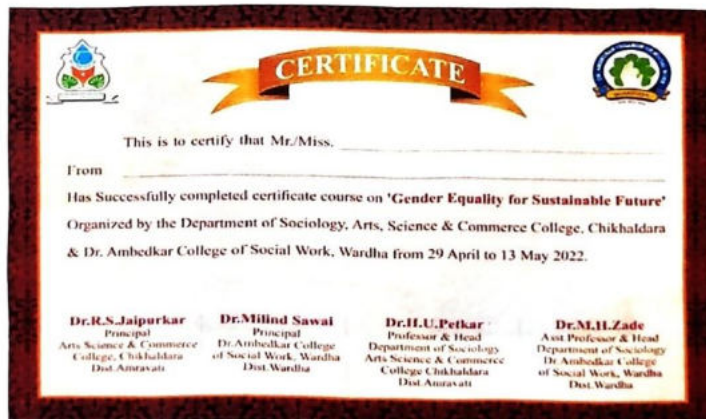 CERTIFICATE
This is to certify that Mr./Miss.
From
Has Successfully completed certificate course on 'Gender Equality for Sustainable Future'
Organized by the Department of Sociology, Arts, Science & Commerce College, Chikhaldara
& Dr. Ambedkar College of Social Work, Wardha from 29 April to 13 May 2022.
Dr.R.S.Jaipurkar
Principal
Arts Science & Commerce
College, Chikhaldara
Dist.Amravati
Dr.Milind Sawai
Principal
Dr.Ambedkar College
of Social Work, Wardha
Dist.Wardha
Dr.H.U.Petkar
Professor & Head
Department of Sociology
Arts Science & Commerce
College Chikhaldara
Dist.Amravati
Dr.M.H.Zade
Asst Professor & Head
Department of Sociology
Dr. Ambedkar College
of Social Work, Wardha
Dist.Wardha